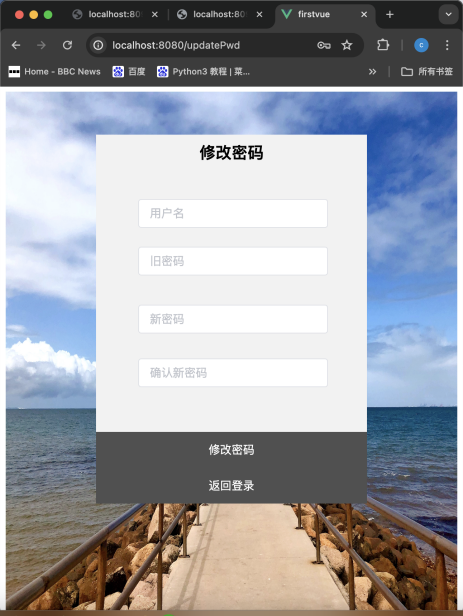 localhost:80
localhost:80
firstvue
localhost:8080/updatePwd
Home - BBC News
百度
Python3 教程 | 菜...
所有书签
修改密码
用户名
旧密码
新密码
确认新密码
修改密码
返回登录